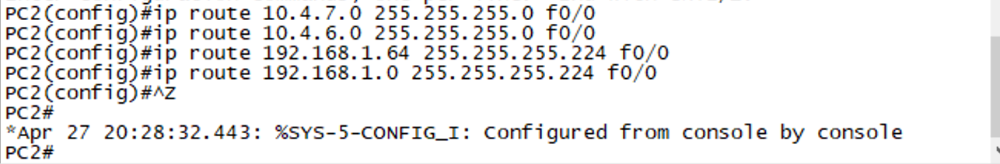 PC2(config)#ip route 10.4.7.0 255.255.255.0 f0/0
PC2(config)#ip route 10.4.6.0 255.255.255.0 f0/0
PC2(config)#ip route 192.168.1.64 255.255.255.224 f0/0
PC2(config)#ip route 192.168.1.0 255.255.255.224 f0/0
PC2(config)#^Z
PC2#
*Apr 27 20:28:32.443: %SYS-5-CONFIG_I: Configured from console by console
PC2#